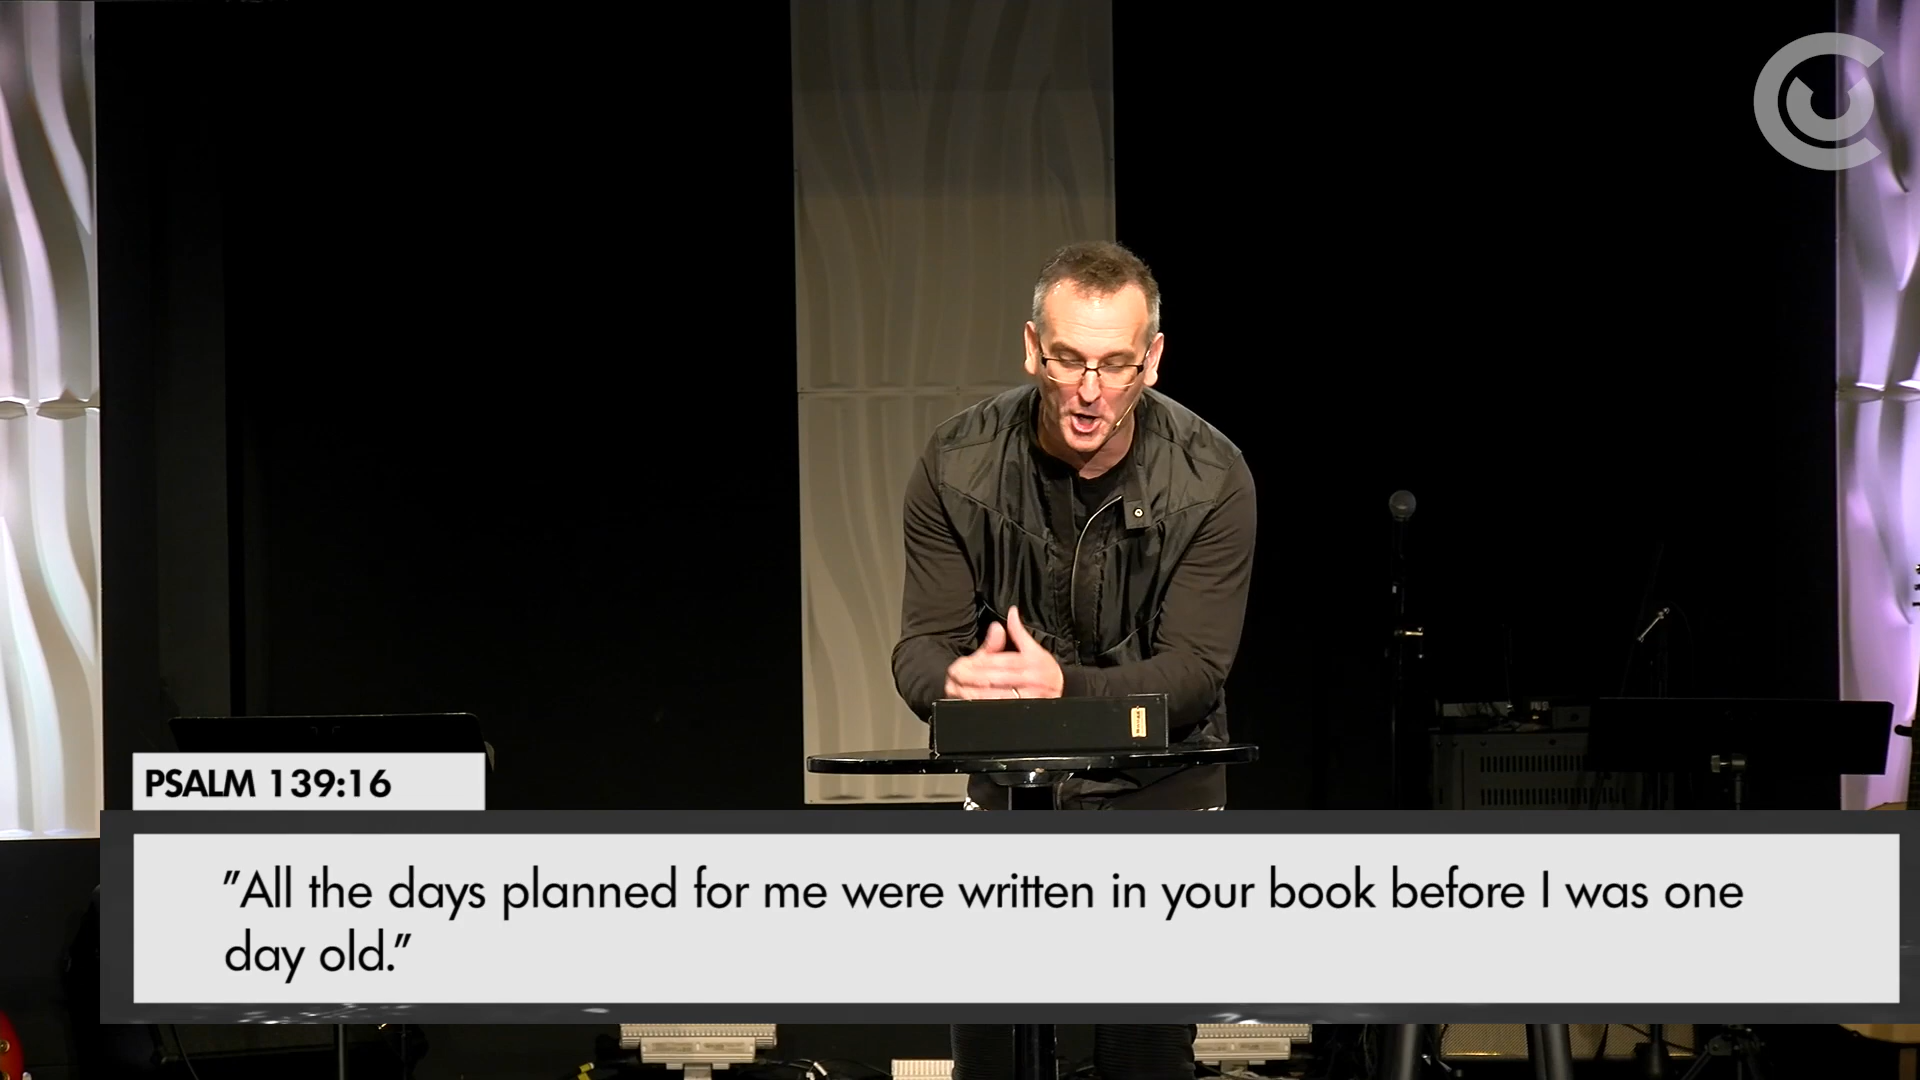 PSALM 139:16
"All the days planned for me were written in your book before I was one
day old."